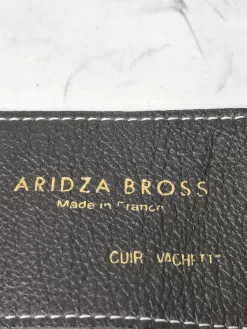 ARIDZA BROSS
Made in France
CUIR VACHETTE